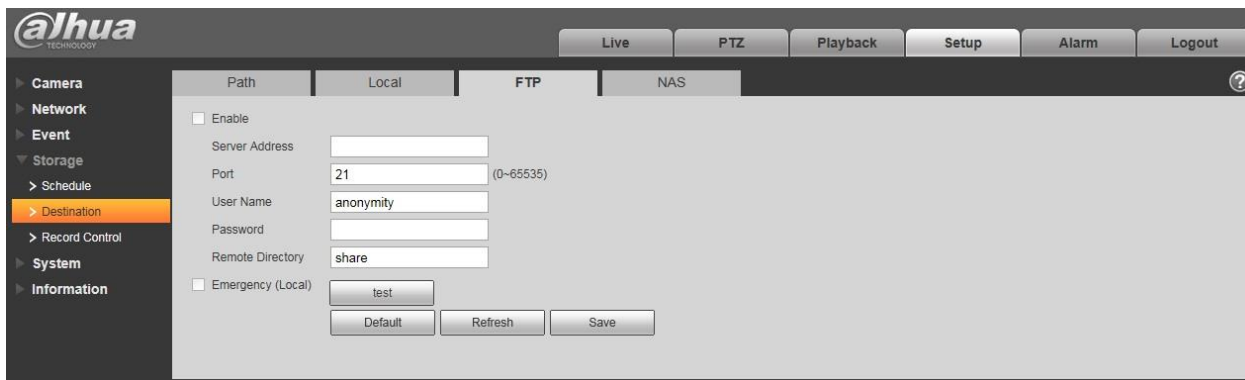 alhua
TECHNOLOGY
Live PTZ Playback Setup Alarm Logout
Camera
Network
Event
Storage
> Schedule
> Destination
> Record Control
System
Information
Path Local FTP NAS
?
Enable
Server Address
Port 21 (0~65535)
User Name anonymity
Password
Remote Directory share
Emergency (Local) test
Default Refresh Save